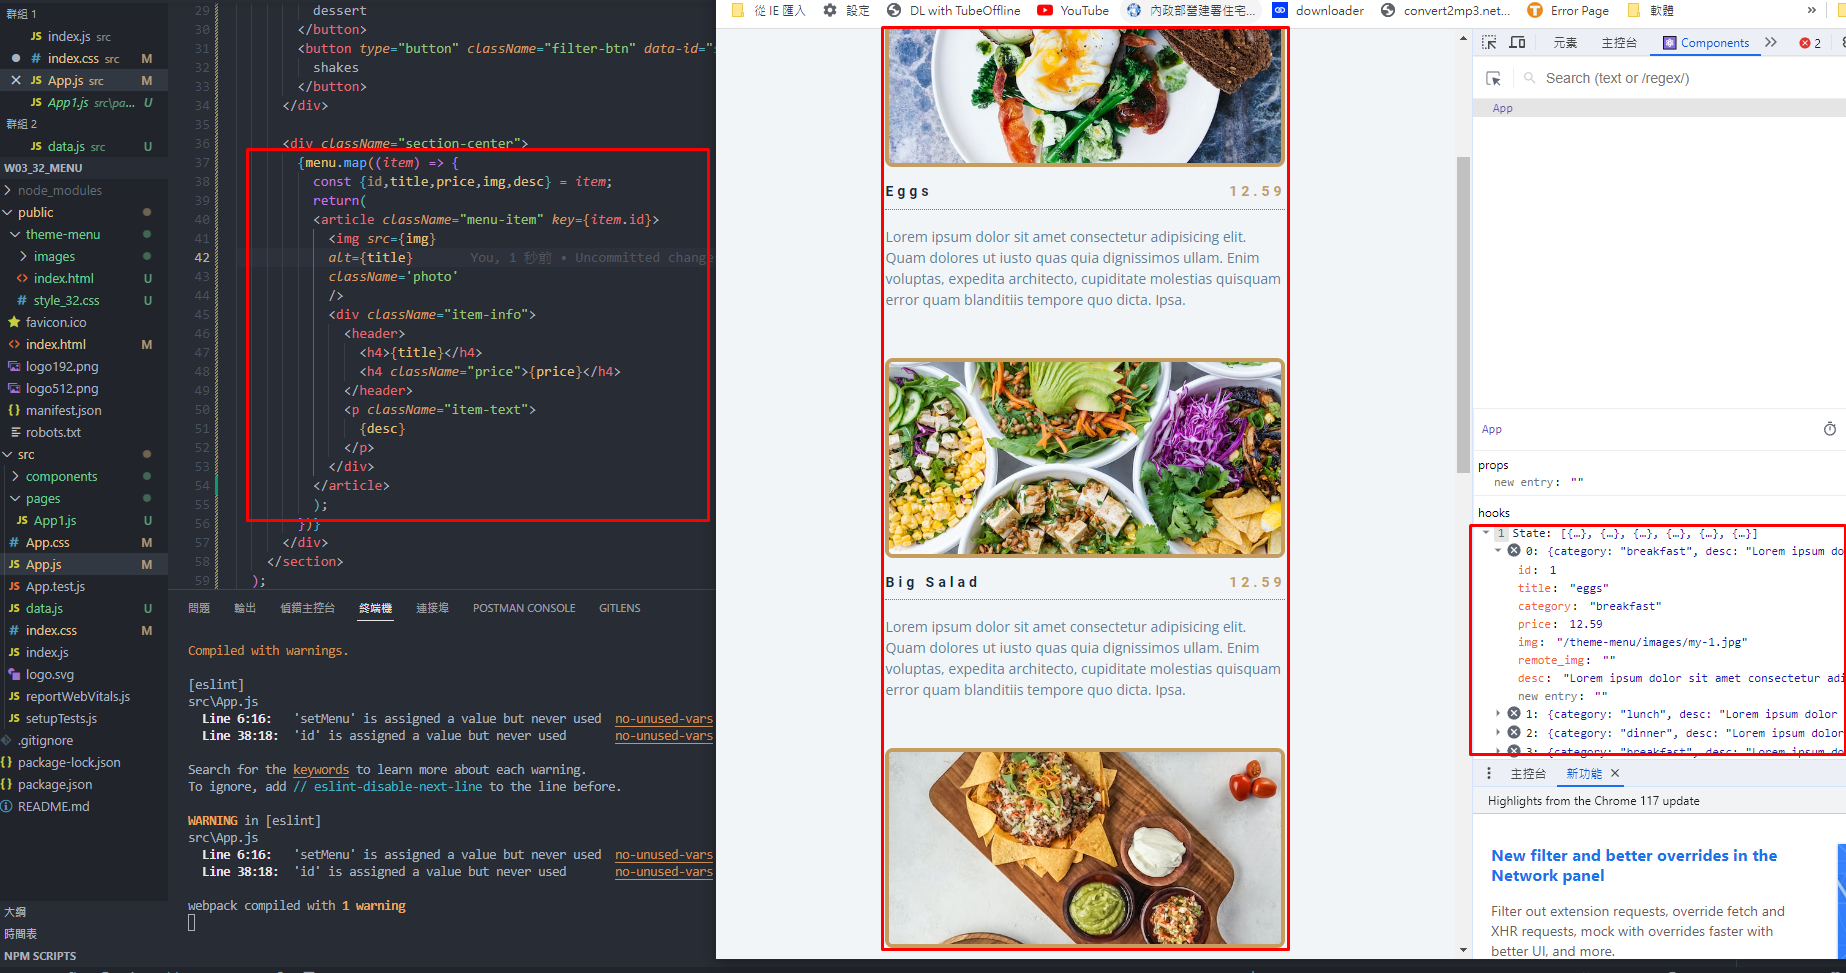 群組 1
index.js src
index.css src M
App.js src M
App1.js src\pa... U
群組 2
data.js src U
W03_32_MENU
node_modules
public
theme-menu
images
index.html U
style_32.css U
favicon.ico
index.html M
logo192.png
logo512.png
manifest.json
robots.txt
src
components
pages
App1.js U
App.css M
App.js M
App.test.js
data.js U
index.css M
index.js
logo.svg
reportWebVitals.js
setupTests.js
.gitignore
package-lock.json
package.json
README.md
大綱
時間表
NPM SCRIPTS
29 dessert
30 </button>
31 <button type="button" className="filter-btn" data-id="s
32 shakes
33 </button>
34 </div>
35
36 <div className="section-center">
37 {menu.map((item) => {
38 const {id,title,price,img,desc} = item;
39 return(
40 <article className="menu-item" key={item.id}>
41 <img src={img}
42 alt={title} You, 1 秒前 • Uncommitted change
43 className='photo'
44 />
45 <div className="item-info">
46 <header>
47 <h4>{title}</h4>
48 <h4 className="price">{price}</h4>
49 </header>
50 <p className="item-text">
51 {desc}
52 </p>
53 </div>
54 </article>
55 );
56 })}
57 </div>
58 </section>
59 );
問題 輸出 偵錯主控台 終端機 連接埠 POSTMAN CONSOLE GITLENS
Compiled with warnings.
[eslint]
src\App.js
Line 6:16: 'setMenu' is assigned a value but never used no-unused-vars
Line 38:18: 'id' is assigned a value but never used no-unused-vars
Search for the keywords to learn more about each warning.
To ignore, add // eslint-disable-next-line to the line before.
WARNING in [eslint]
src\App.js
Line 6:16: 'setMenu' is assigned a value but never used no-unused-vars
Line 38:18: 'id' is assigned a value but never used no-unused-vars
webpack compiled with 1 warning
從 IE 匯入 設定 DL with TubeOffline YouTube 內政部營建署住宅... downloader convert2mp3.net... Error Page 軟體 »
Eggs 12.59
Lorem ipsum dolor sit amet consectetur adipisicing elit.
Quam dolores ut iusto quas quia dignissimos ullam. Enim
voluptas, expedita architecto, cupiditate molestias quisquam
error quam blanditiis tempore quo dicta. Ipsa.
Big Salad 12.59
Lorem ipsum dolor sit amet consectetur adipisicing elit.
Quam dolores ut iusto quas quia dignissimos ullam. Enim
voluptas, expedita architecto, cupiditate molestias quisquam
error quam blanditiis tempore quo dicta. Ipsa.
元素 主控台 Components 2
Search (text or /regex/)
App
App
props
new entry: ""
hooks
1 State: [{…}, {…}, {…}, {…}, {…}, {…}]
0: {category: "breakfast", desc: "Lorem ipsum do
id: 1
title: "eggs"
category: "breakfast"
price: 12.59
img: "/theme-menu/images/my-1.jpg"
remote_img: ""
desc: "Lorem ipsum dolor sit amet consectetur adi
new entry: ""
1: {category: "lunch", desc: "Lorem ipsum dolor
2: {category: "dinner", desc: "Lorem ipsum dolor
3: {category: "breakfast", desc: "Lorem ipsum do
主控台 新功能
Highlights from the Chrome 117 update
New filter and better overrides in the
Network panel
Filter out extension requests, override fetch and
XHR requests, mock with overrides faster with
better UI, and more.